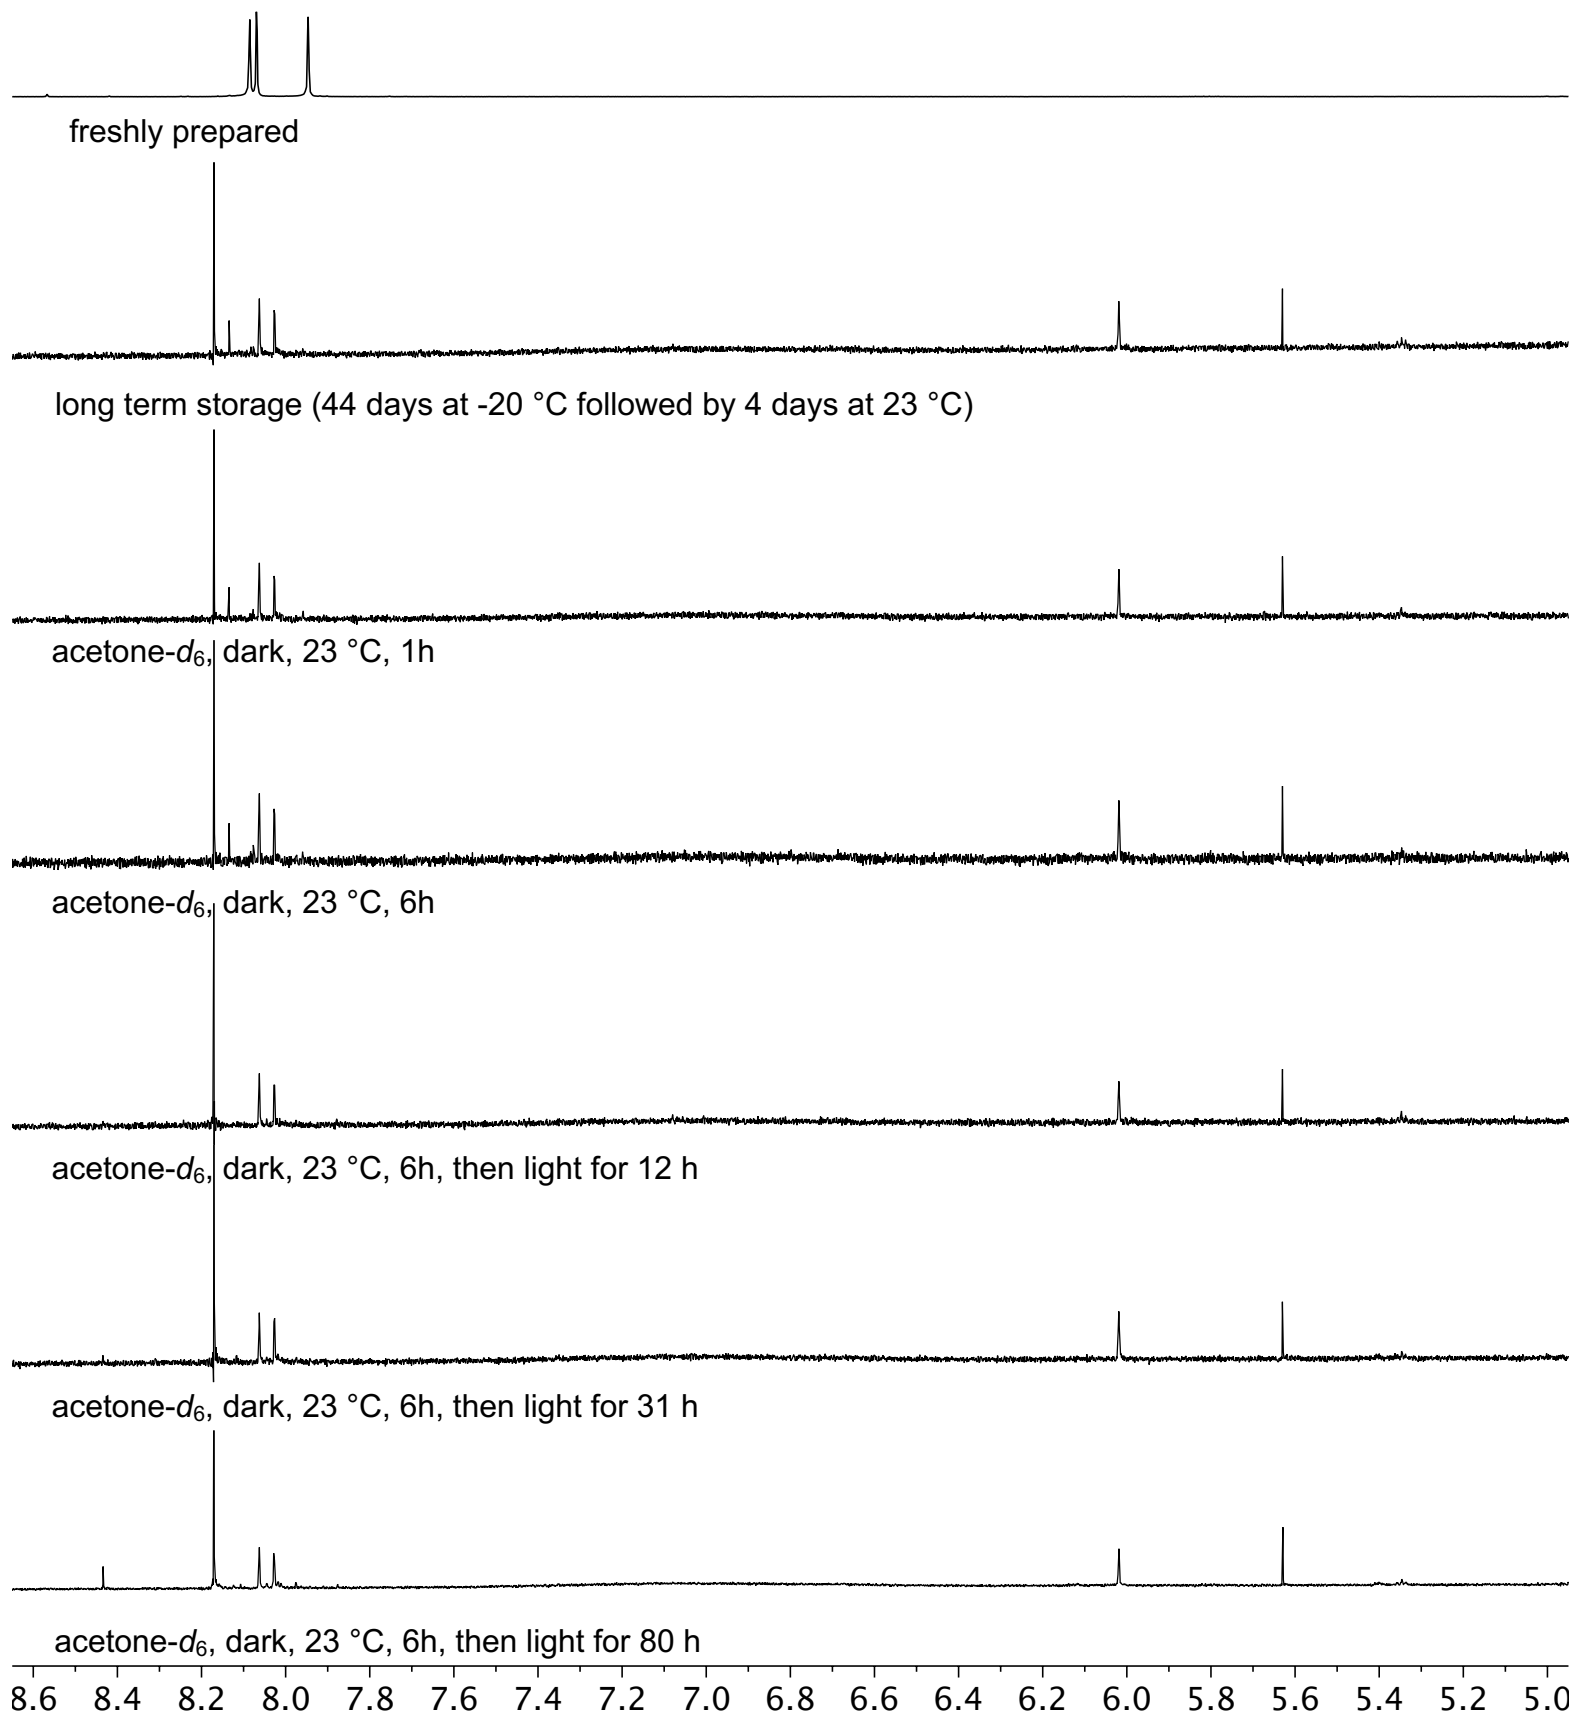 freshly prepared
long term storage (44 days at -20 °C followed by 4 days at 23 °C)
acetone-d₆, dark, 23 °C, 1h
acetone-d₆, dark, 23 °C, 6h
acetone-d₆, dark, 23 °C, 6h, then light for 12 h
acetone-d₆, dark, 23 °C, 6h, then light for 31 h
acetone-d₆, dark, 23 °C, 6h, then light for 80 h
8.6 8.4 8.2 8.0 7.8 7.6 7.4 7.2 7.0 6.8 6.6 6.4 6.2 6.0 5.8 5.6 5.4 5.2 5.0